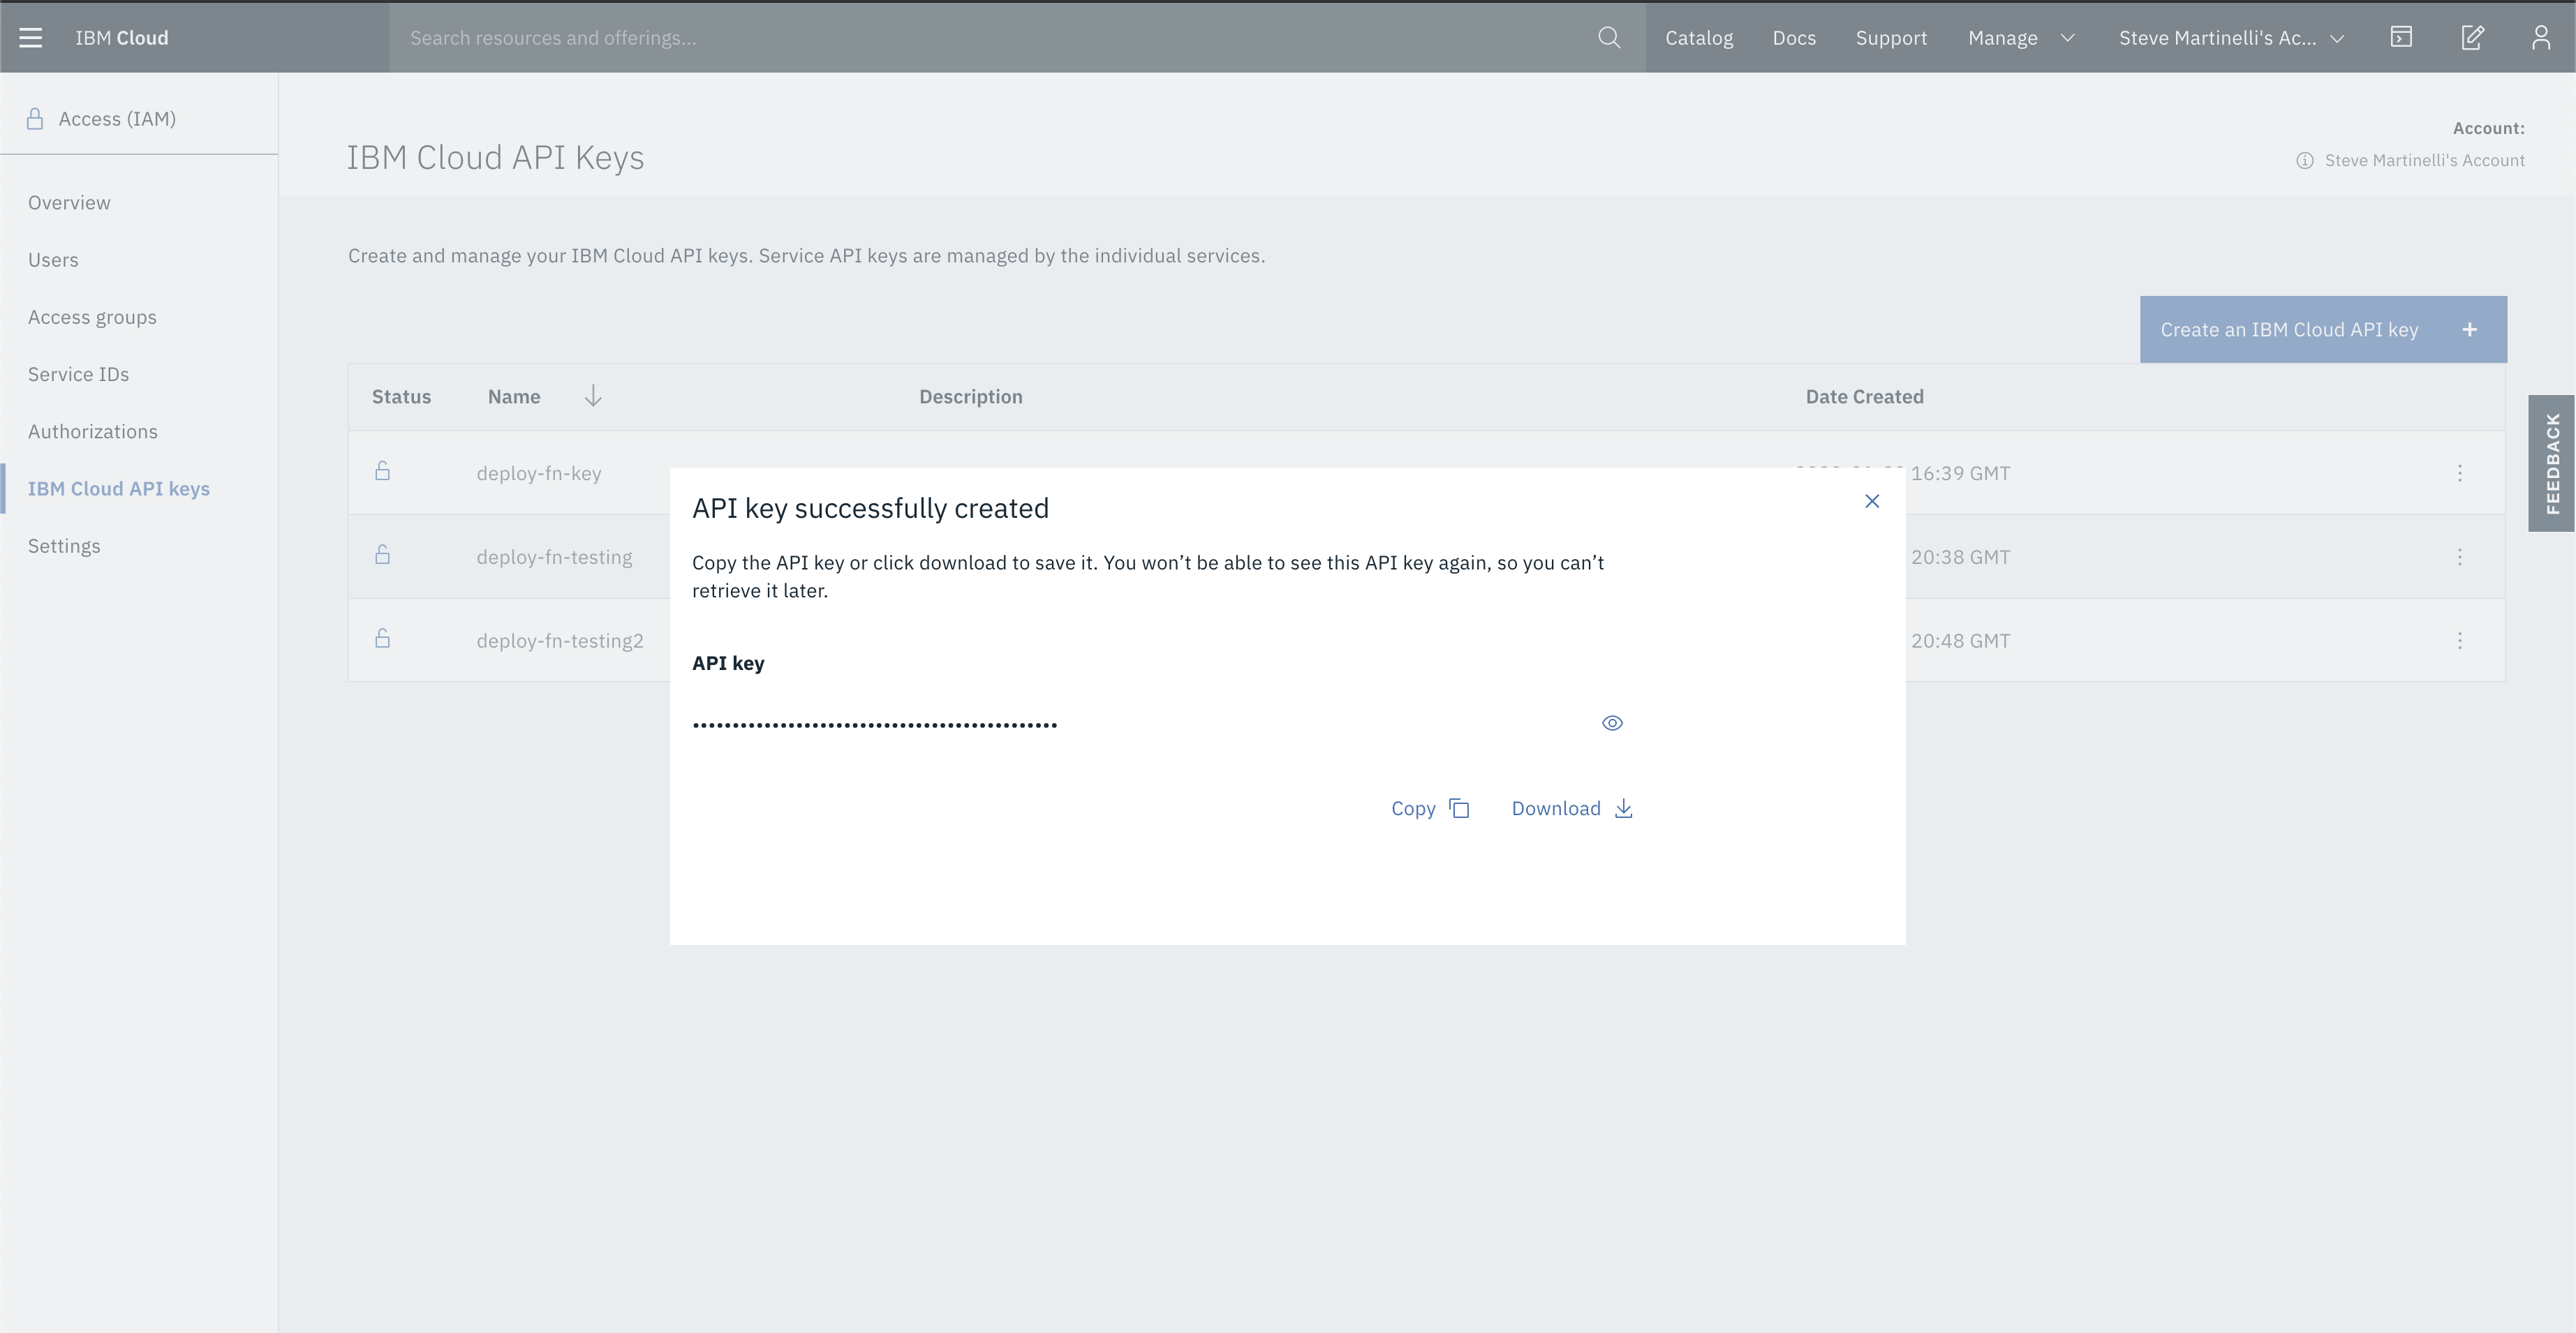 IBM Cloud
Search resources and offerings...
Catalog
Docs
Support
Manage
Steve Martinelli's Ac...
Access (IAM)
Overview
Users
Access groups
Service IDs
Authorizations
IBM Cloud API keys
Settings
IBM Cloud API Keys
Account:
Steve Martinelli's Account
Create and manage your IBM Cloud API keys. Service API keys are managed by the individual services.
Create an IBM Cloud API key
Status Name Description Date Created
deploy-fn-key 16:39 GMT
deploy-fn-testing 20:38 GMT
deploy-fn-testing2 20:48 GMT
API key successfully created
Copy the API key or click download to save it. You won’t be able to see this API key again, so you can’t
retrieve it later.
API key
Copy
Download
FEEDBACK